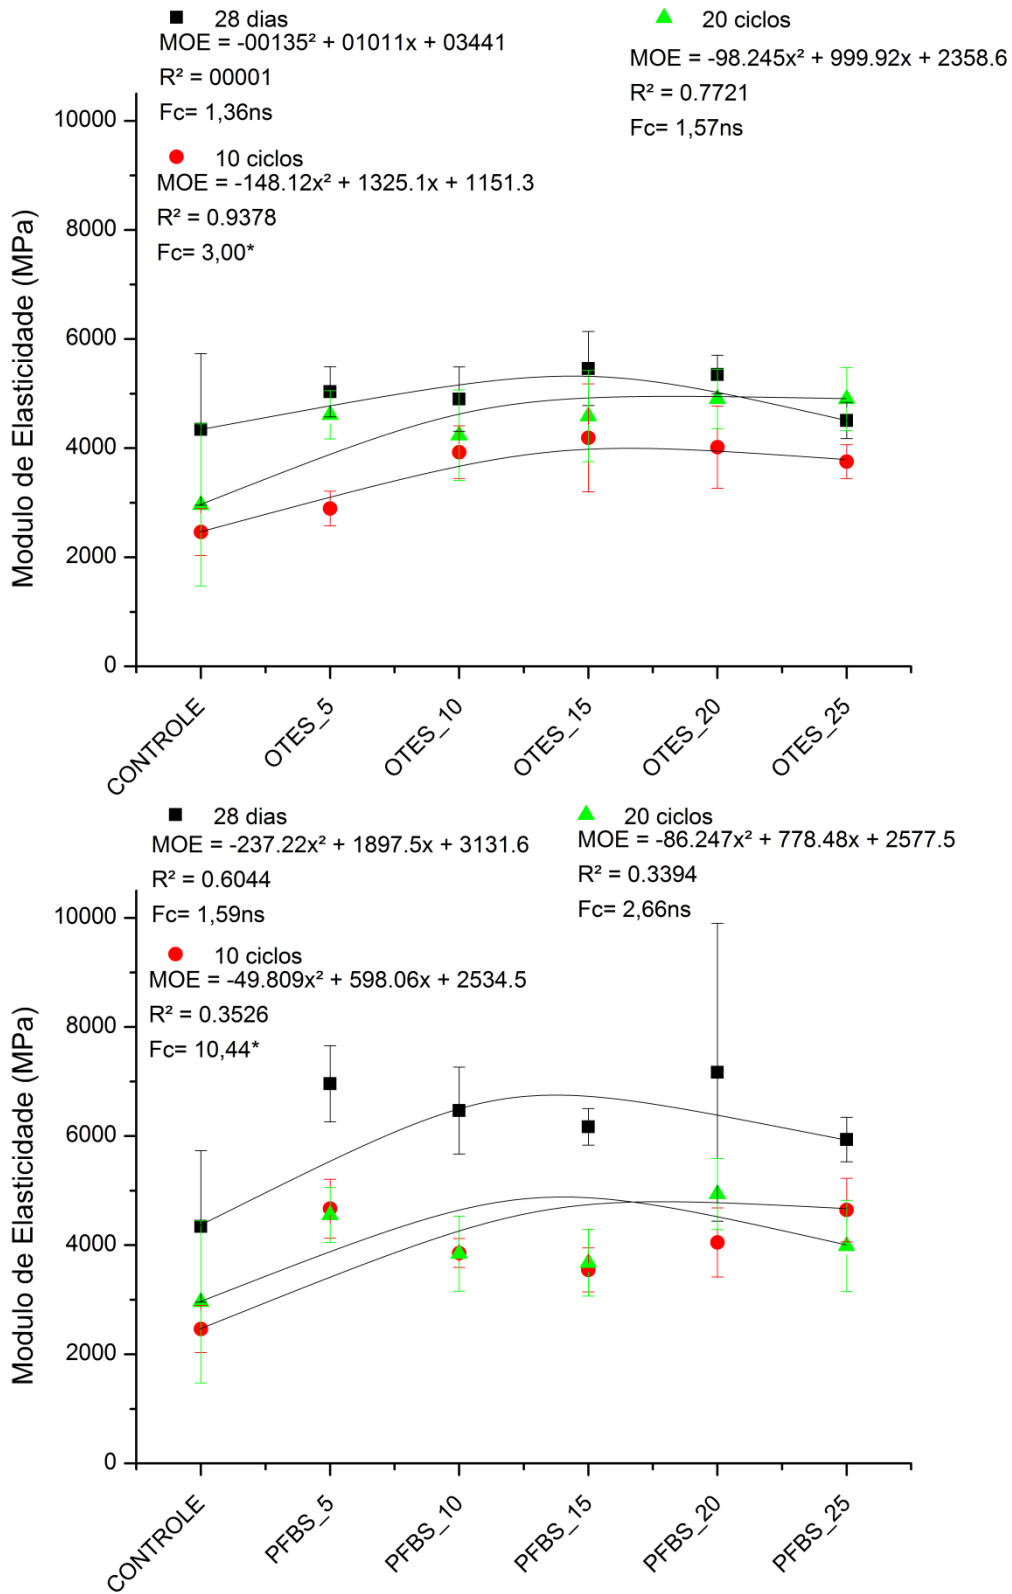 28 dias
MOE = -00135² + 01011x + 03441
R² = 00001
Fc= 1,36ns
20 ciclos
MOE = -98.245x² + 999.92x + 2358.6
R² = 0.7721
Fc= 1,57ns
10 ciclos
MOE = -148.12x² + 1325.1x + 1151.3
R² = 0.9378
Fc= 3,00*
Modulo de Elasticidade (MPa)
10000
8000
6000
4000
2000
0
CONTROLE
OTES_5
OTES_10
OTES_15
OTES_20
OTES_25
28 dias
MOE = -237.22x² + 1897.5x + 3131.6
R² = 0.6044
Fc= 1,59ns
20 ciclos
MOE = -86.247x² + 778.48x + 2577.5
R² = 0.3394
Fc= 2,66ns
10 ciclos
MOE = -49.809x² + 598.06x + 2534.5
R² = 0.3526
Fc= 10,44*
Modulo de Elasticidade (MPa)
10000
8000
6000
4000
2000
0
CONTROLE
PFBS_5
PFBS_10
PFBS_15
PFBS_20
PFBS_25